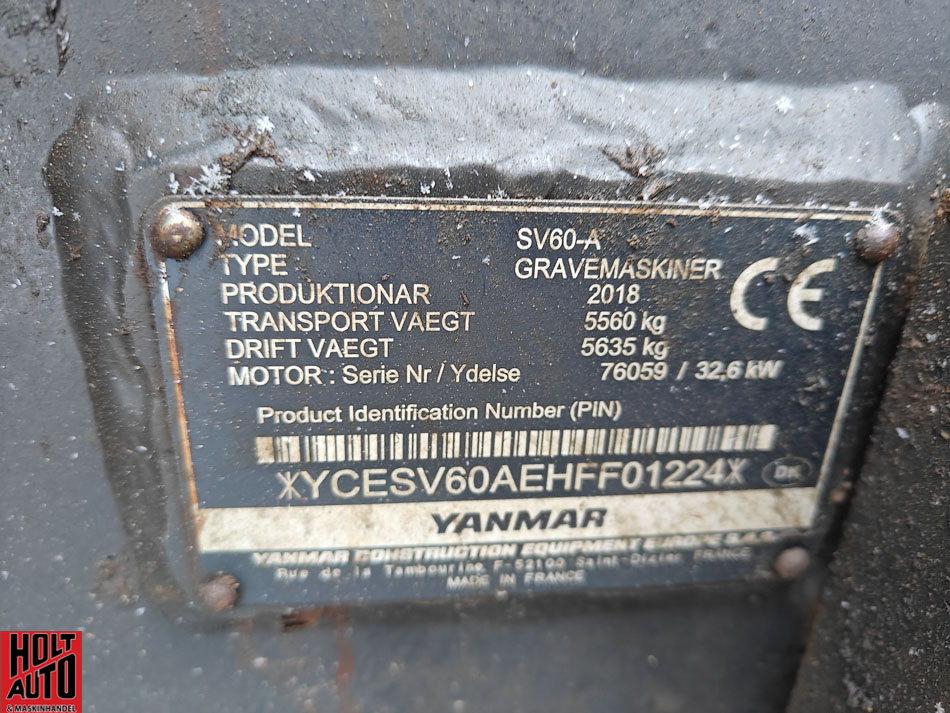 MODEL SV60-A
TYPE GRAVEMASKINER
PRODUKTIONAR 2018
TRANSPORT VAEGT 5560 kg
DRIFT VAEGT 5635 kg
MOTOR : Serie Nr / Ydelse 76059 / 32,6 kW
CE
Product Identification Number (PIN)
XYCESV60AEHFF01224X DK
YANMAR
YANMAR CONSTRUCTION EQUIPMENT EUROPE S.A.S.
Rue de la Tambourine F-52100 Saint-Dizier FRANCE
MADE IN FRANCE
HOLT
AUTO
& MASKINHANDEL